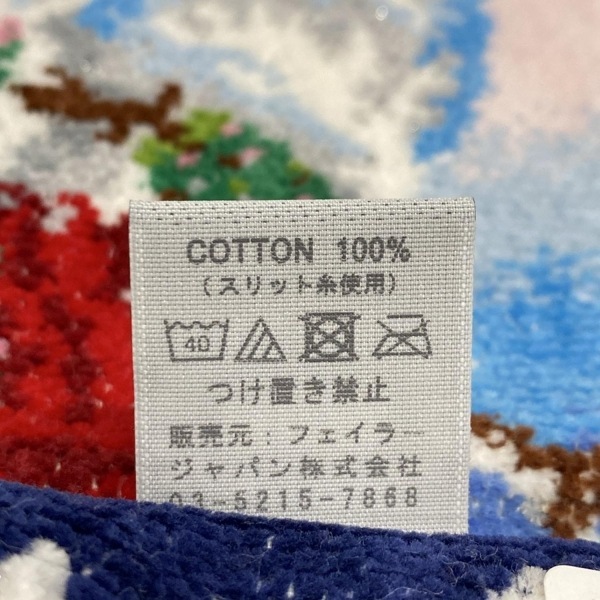 COTTON 100%
(スリット糸使用)
40
つけ置き禁止
販売元:フェイラー
ジャパン株式会社
03-5215-7868